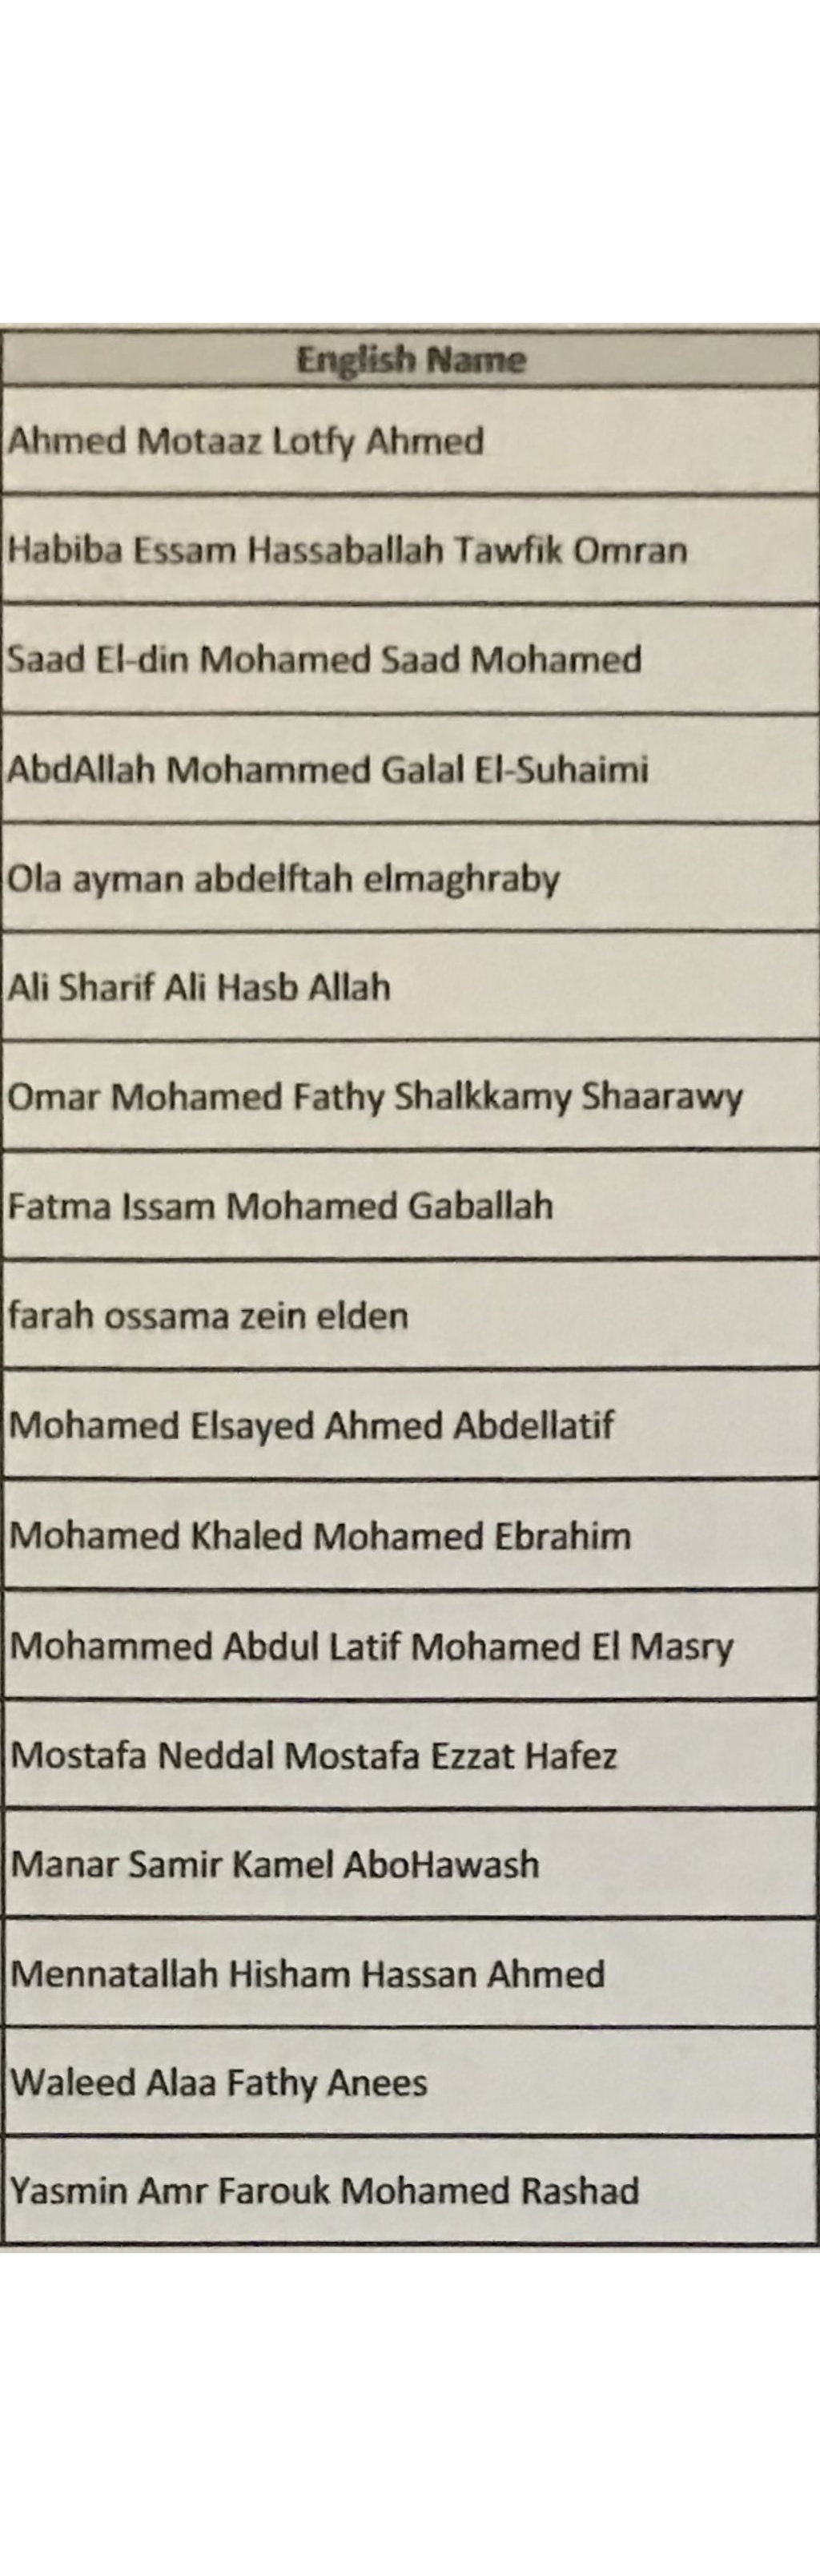 English Name
Ahmed Motaaz Lotfy Ahmed
Habiba Essam Hassaballah Tawfik Omran
Saad El-din Mohamed Saad Mohamed
AbdAllah Mohammed Galal El-Suhaimi
Ola ayman abdelftah elmaghraby
Ali Sharif Ali Hasb Allah
Omar Mohamed Fathy Shalkkamy Shaarawy
Fatma Issam Mohamed Gaballah
farah ossama zein elden
Mohamed Elsayed Ahmed Abdellatif
Mohamed Khaled Mohamed Ebrahim
Mohammed Abdul Latif Mohamed El Masry
Mostafa Neddal Mostafa Ezzat Hafez
Manar Samir Kamel AboHawash
Mennatallah Hisham Hassan Ahmed
Waleed Alaa Fathy Anees
Yasmin Amr Farouk Mohamed Rashad